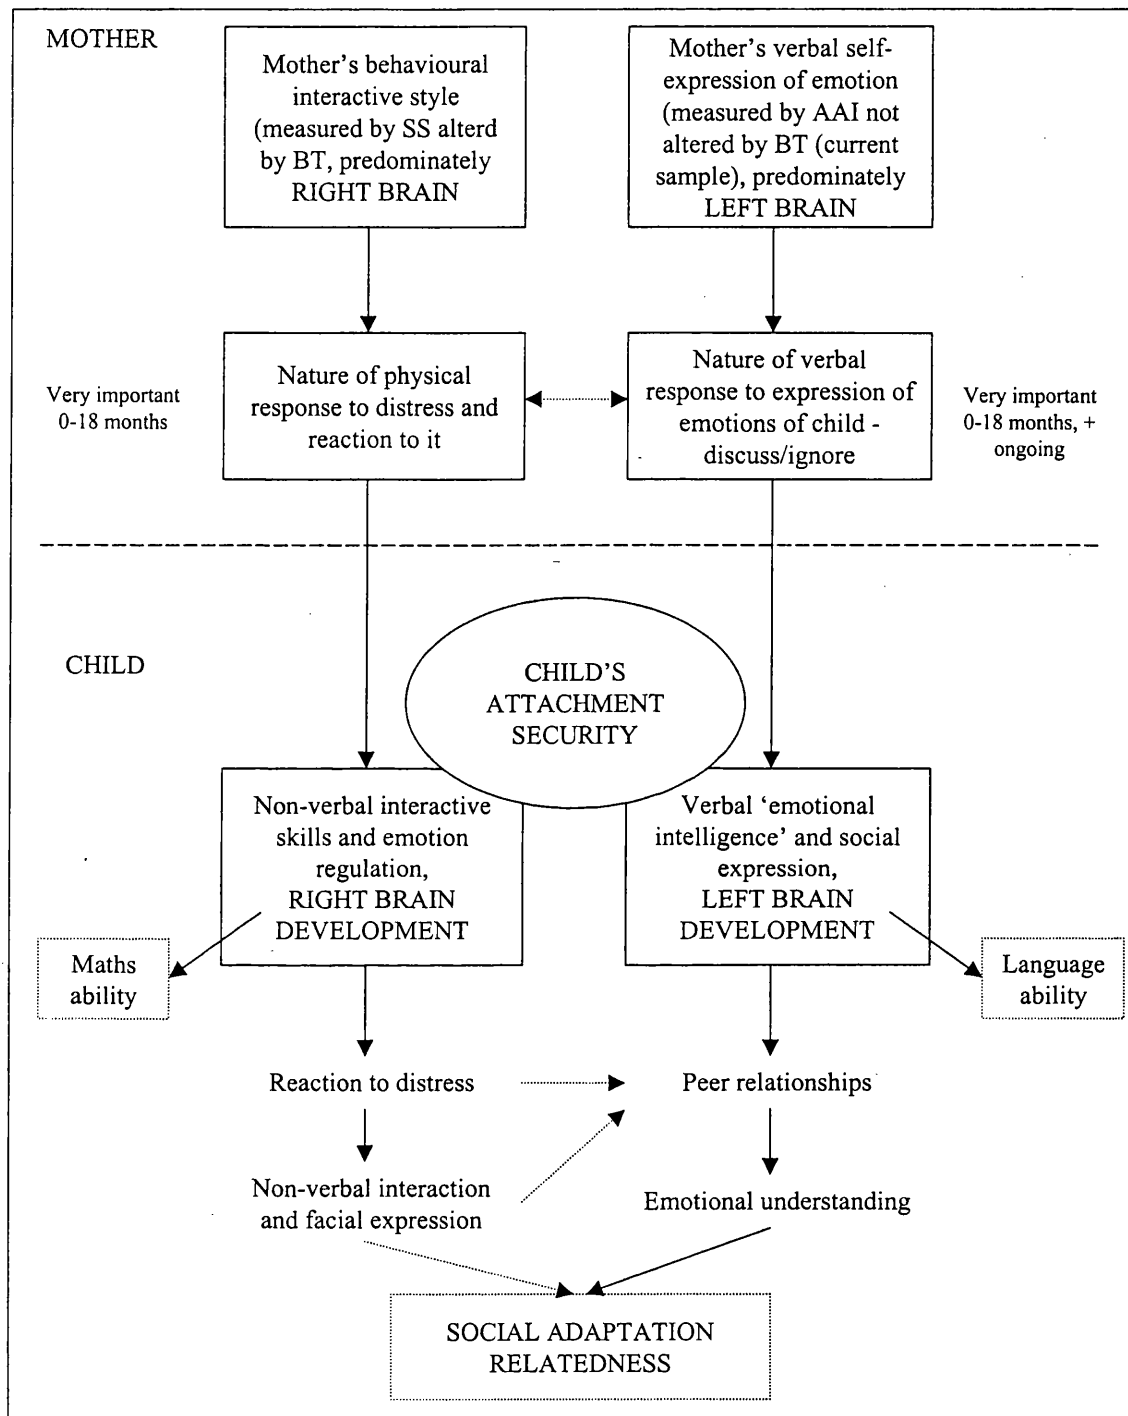 MOTHER
Mother’s behavioural
interactive style
(measured by SS alterd
by BT, predominately
RIGHT BRAIN
Mother’s verbal self-
expression of emotion
(measured by AAI not
altered by BT (current
sample), predominately
LEFT BRAIN
Very important
0-18 months
Nature of physical
response to distress and
reaction to it
Nature of verbal
response to expression of
emotions of child -
discuss/ignore
Very important
0-18 months, +
ongoing
CHILD
CHILD’S
ATTACHMENT
SECURITY
Non-verbal interactive
skills and emotion
regulation,
RIGHT BRAIN
DEVELOPMENT
Verbal ‘emotional
intelligence’ and social
expression,
LEFT BRAIN
DEVELOPMENT
Maths
ability
Language
ability
Reaction to distress
Peer relationships
Non-verbal interaction
and facial expression
Emotional understanding
SOCIAL ADAPTATION
RELATEDNESS